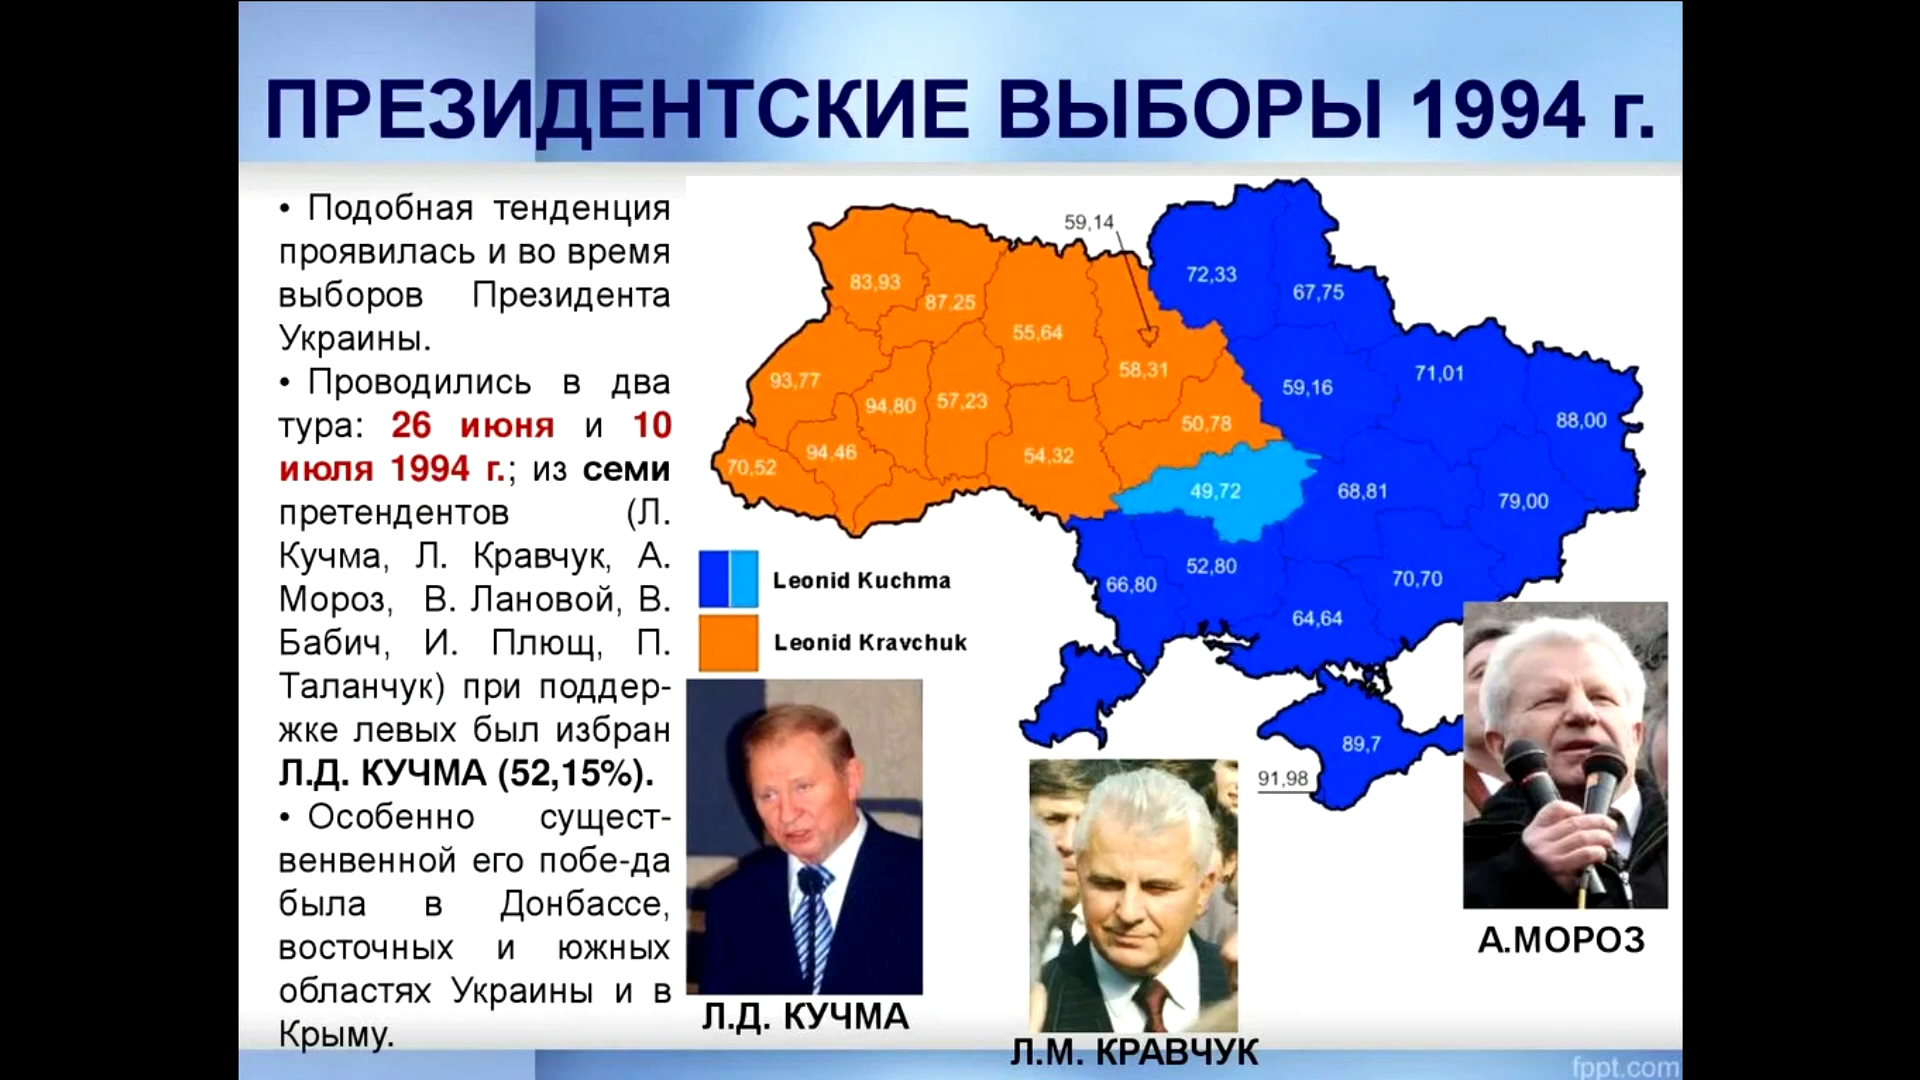 ПРЕЗИДЕНТСКИЕ ВЫБОРЫ 1994 г.
• Подобная тенденция
проявилась и во время
выборов Президента
Украины.
• Проводились в два
тура: 26 июня и 10
июля 1994 г.; из семи
претендентов (Л.
Кучма, Л. Кравчук, А.
Мороз, В. Лановой, В.
Бабич, И. Плющ, П.
Таланчук) при поддер-
жке левых был избран
Л.Д. КУЧМА (52,15%).
• Особенно сущест-
венвенной его побе-да
была в Донбассе,
восточных и южных
областях Украины и в
Крыму.
59,14
83,93
87,25
55,64
72,33
67,75
93,77
94,80
57,23
58,31
59,16
71,01
88,00
70,52
94,46
54,32
50,78
49,72
68,81
79,00
66,80
52,80
64,64
70,70
89,7
91,98
Leonid Kuchma
Leonid Kravchuk
Л.Д. КУЧМА
Л.М. КРАВЧУК
А.МОРОЗ
fppt.com